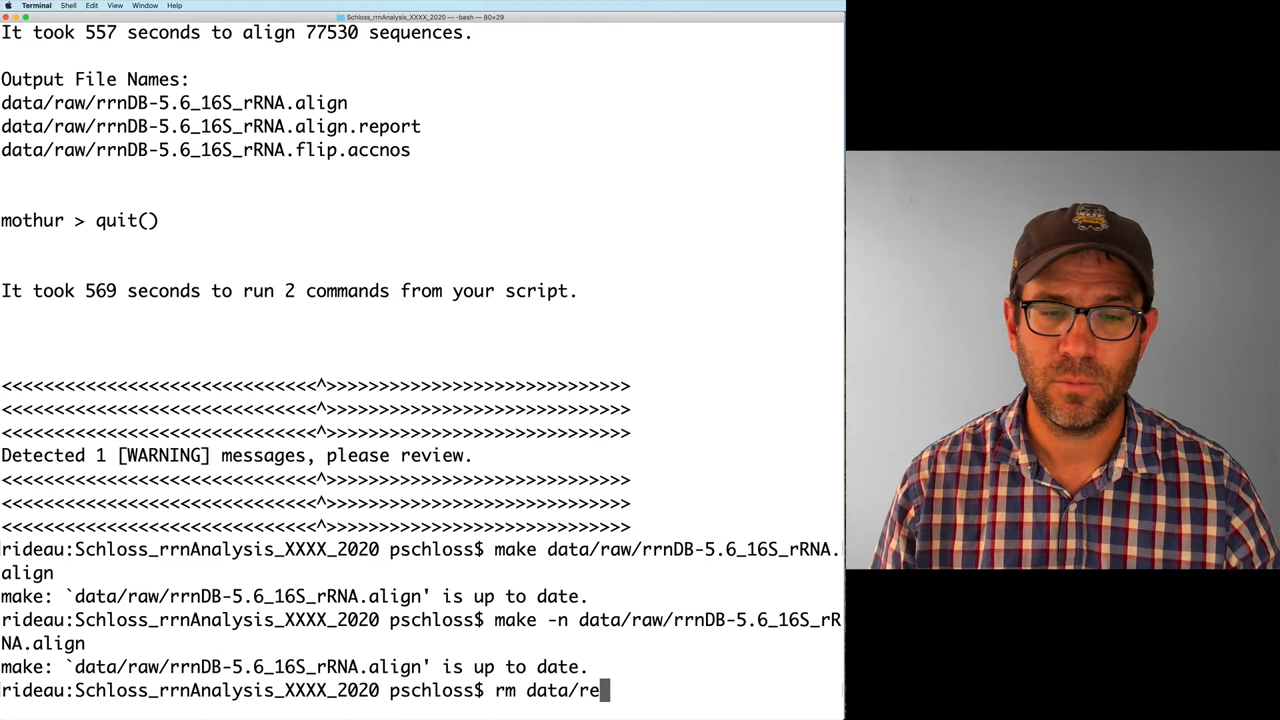 Terminal Shell Edit View Window Help
Schloss_rrnAnalysis_XXXX_2020 — -bash — 80×29
It took 557 seconds to align 77530 sequences.
Output File Names:
data/raw/rrnDB-5.6_16S_rRNA.align
data/raw/rrnDB-5.6_16S_rRNA.align.report
data/raw/rrnDB-5.6_16S_rRNA.flip.accnos
mothur > quit()
It took 569 seconds to run 2 commands from your script.
<<<<<<<<<<<<<<<<<<<<<<<<<<<<<<^>>>>>>>>>>>>>>>>>>>>>>>>>>>>>
<<<<<<<<<<<<<<<<<<<<<<<<<<<<<<^>>>>>>>>>>>>>>>>>>>>>>>>>>>>>
<<<<<<<<<<<<<<<<<<<<<<<<<<<<<<^>>>>>>>>>>>>>>>>>>>>>>>>>>>>>
Detected 1 [WARNING] messages, please review.
<<<<<<<<<<<<<<<<<<<<<<<<<<<<<<^>>>>>>>>>>>>>>>>>>>>>>>>>>>>>
<<<<<<<<<<<<<<<<<<<<<<<<<<<<<<^>>>>>>>>>>>>>>>>>>>>>>>>>>>>>
<<<<<<<<<<<<<<<<<<<<<<<<<<<<<<^>>>>>>>>>>>>>>>>>>>>>>>>>>>>>
rideau:Schloss_rrnAnalysis_XXXX_2020 pschloss$ make data/raw/rrnDB-5.6_16S_rRNA.
align
make: `data/raw/rrnDB-5.6_16S_rRNA.align' is up to date.
rideau:Schloss_rrnAnalysis_XXXX_2020 pschloss$ make -n data/raw/rrnDB-5.6_16S_rR
NA.align
make: `data/raw/rrnDB-5.6_16S_rRNA.align' is up to date.
rideau:Schloss_rrnAnalysis_XXXX_2020 pschloss$ rm data/re